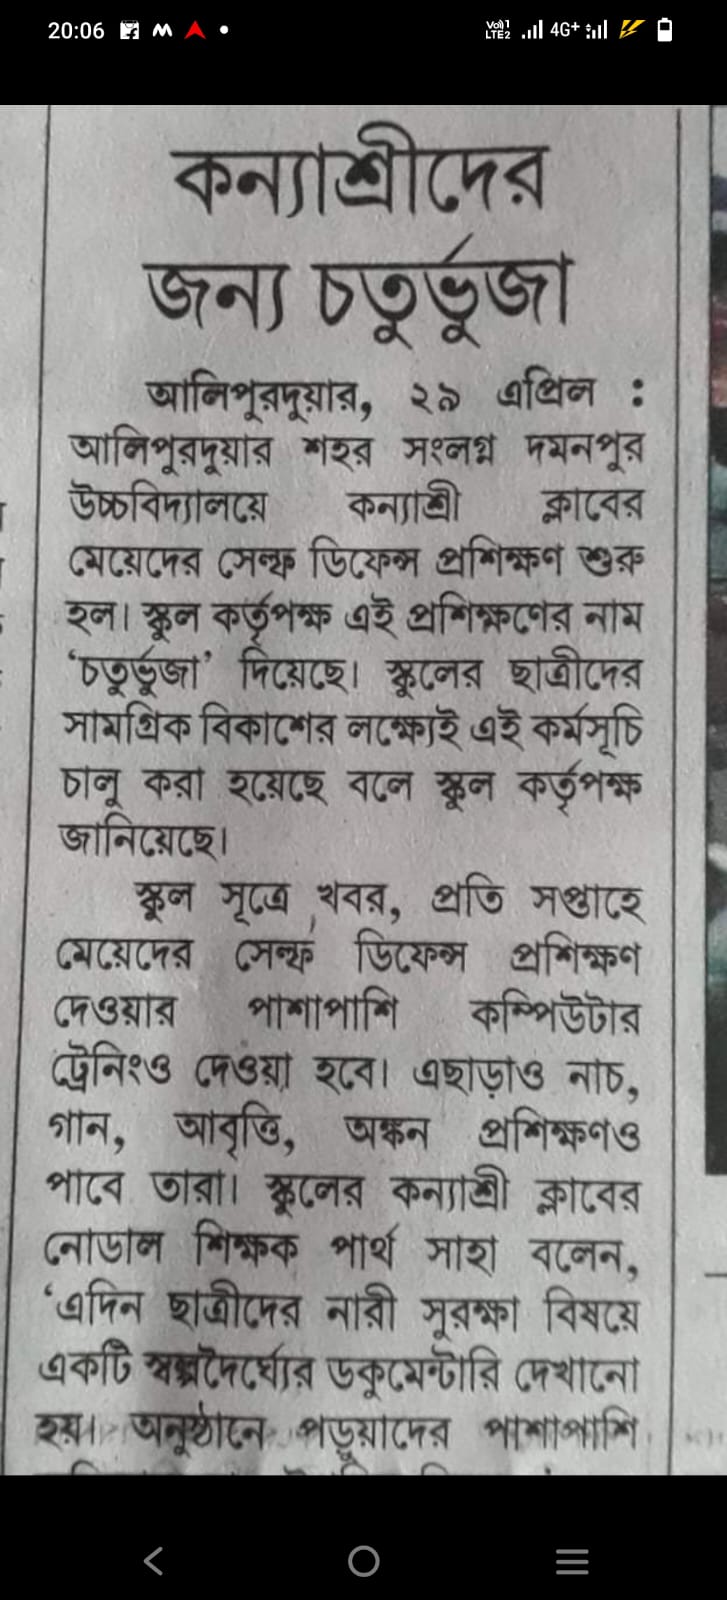 20:06
Vo)) 1
LTE2
4G+
কন্যাশ্রীদের
জন্য চতুর্ভুজা
আলিপুরদুয়ার, ২৯ এপ্রিল :
আলিপুরদুয়ার শহর সংলগ্ন দমনপুর
উচ্চবিদ্যালয়ে কন্যাশ্রী ক্লাবের
মেয়েদের সেল্ফ ডিফেন্স প্রশিক্ষণ শুরু
হল। স্কুল কর্তৃপক্ষ এই প্রশিক্ষণের নাম
‘চতুর্ভুজা’ দিয়েছে। স্কুলের ছাত্রীদের
সামগ্রিক বিকাশের লক্ষ্যেই এই কর্মসূচি
চালু করা হয়েছে বলে স্কুল কর্তৃপক্ষ
জানিয়েছে।
স্কুল সূত্রে খবর, প্রতি সপ্তাহে
মেয়েদের সেল্ফ ডিফেন্স প্রশিক্ষণ
দেওয়ার পাশাপাশি কম্পিউটার
ট্রেনিংও দেওয়া হবে। এছাড়াও নাচ,
গান, আবৃত্তি, অঙ্কন প্রশিক্ষণও
পাবে তারা। স্কুলের কন্যাশ্রী ক্লাবের
নোডাল শিক্ষক পার্থ সাহা বলেন,
‘এদিন ছাত্রীদের নারী সুরক্ষা বিষয়ে
একটি স্বল্পদৈর্ঘ্যের ডকুমেন্টারি দেখানো
হয়। অনুষ্ঠানে পড়ুয়াদের পাশাপাশি